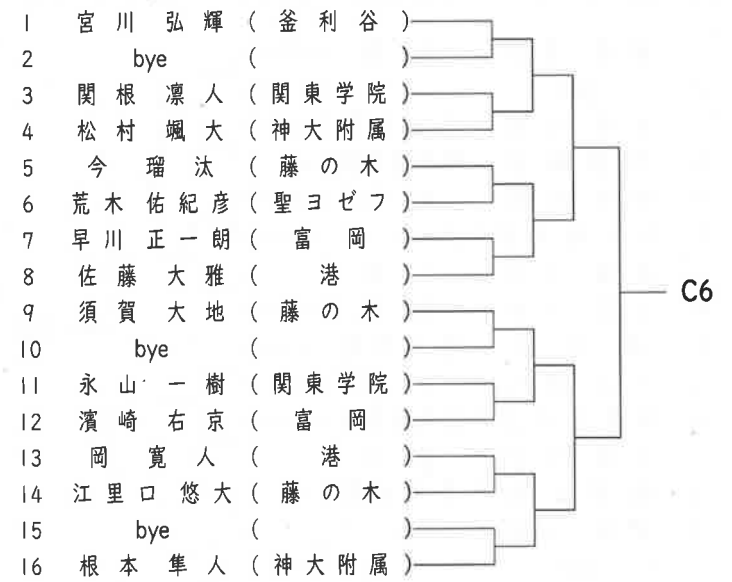 1 宮川 弘輝 (釜利谷)
2 bye ( )
3 関根 凛人 (関東学院)
4 松村 颯大 (神大附属)
5 今 瑠汰 (藤の木)
6 荒木 佑紀彦 (聖ヨゼフ)
7 早川 正一朗 (富岡)
8 佐藤 大雅 (港)
9 須賀 大地 (藤の木)
C6
10 bye ( )
11 永山 一樹 (関東学院)
12 濱崎 右京 (富岡)
13 岡 寛人 (港)
14 江里口 悠大 (藤の木)
15 bye ( )
16 根本 隼人 (神大附属)